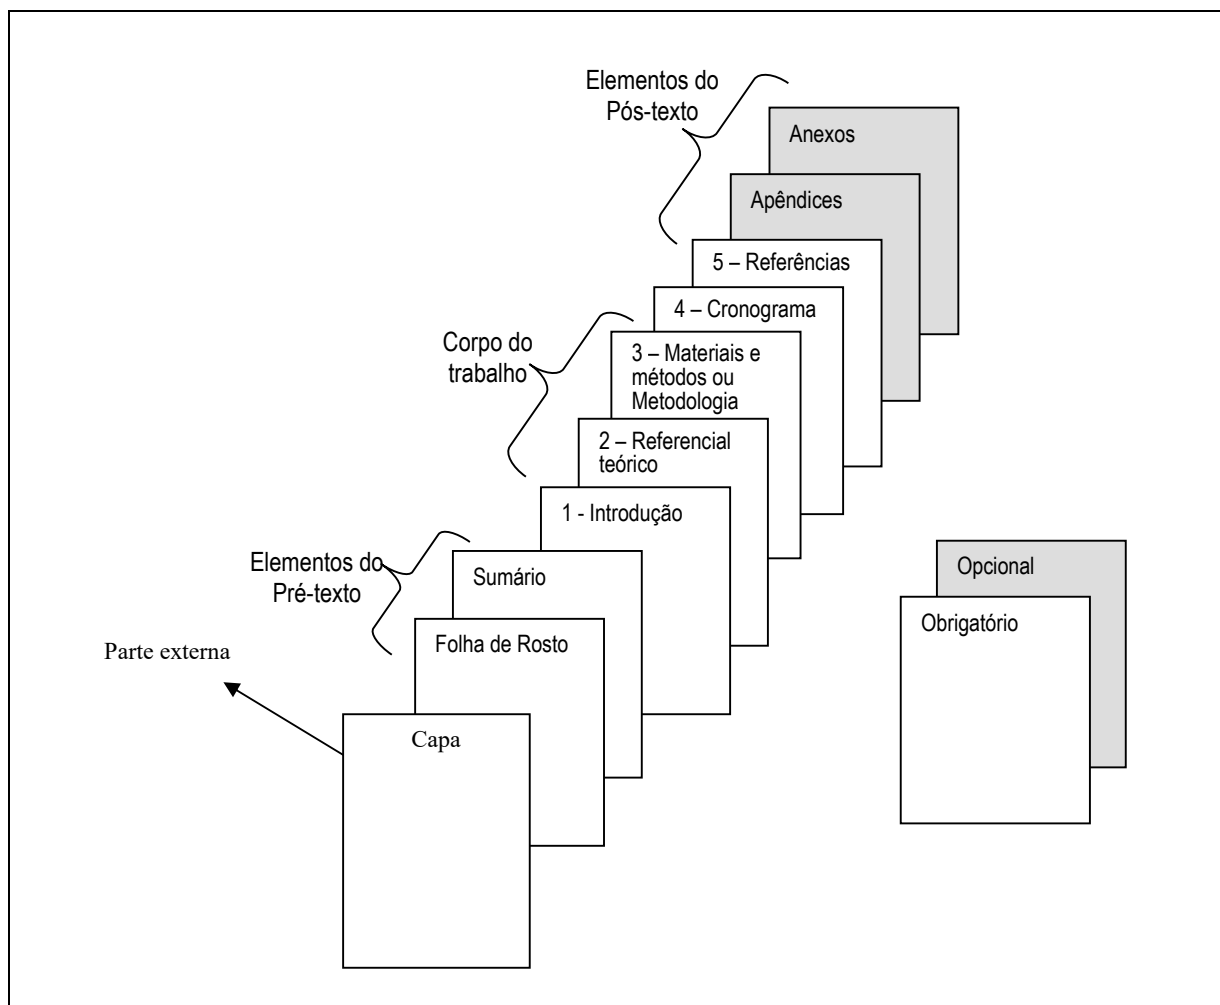 Elementos do
Pós-texto
Anexos
Apêndices
5 – Referências
4 – Cronograma
Corpo do
trabalho
3 – Materiais e
métodos ou
Metodologia
2 – Referencial
teórico
1 - Introdução
Elementos do
Pré-texto
Sumário
Folha de Rosto
Parte externa
Capa
Opcional
Obrigatório